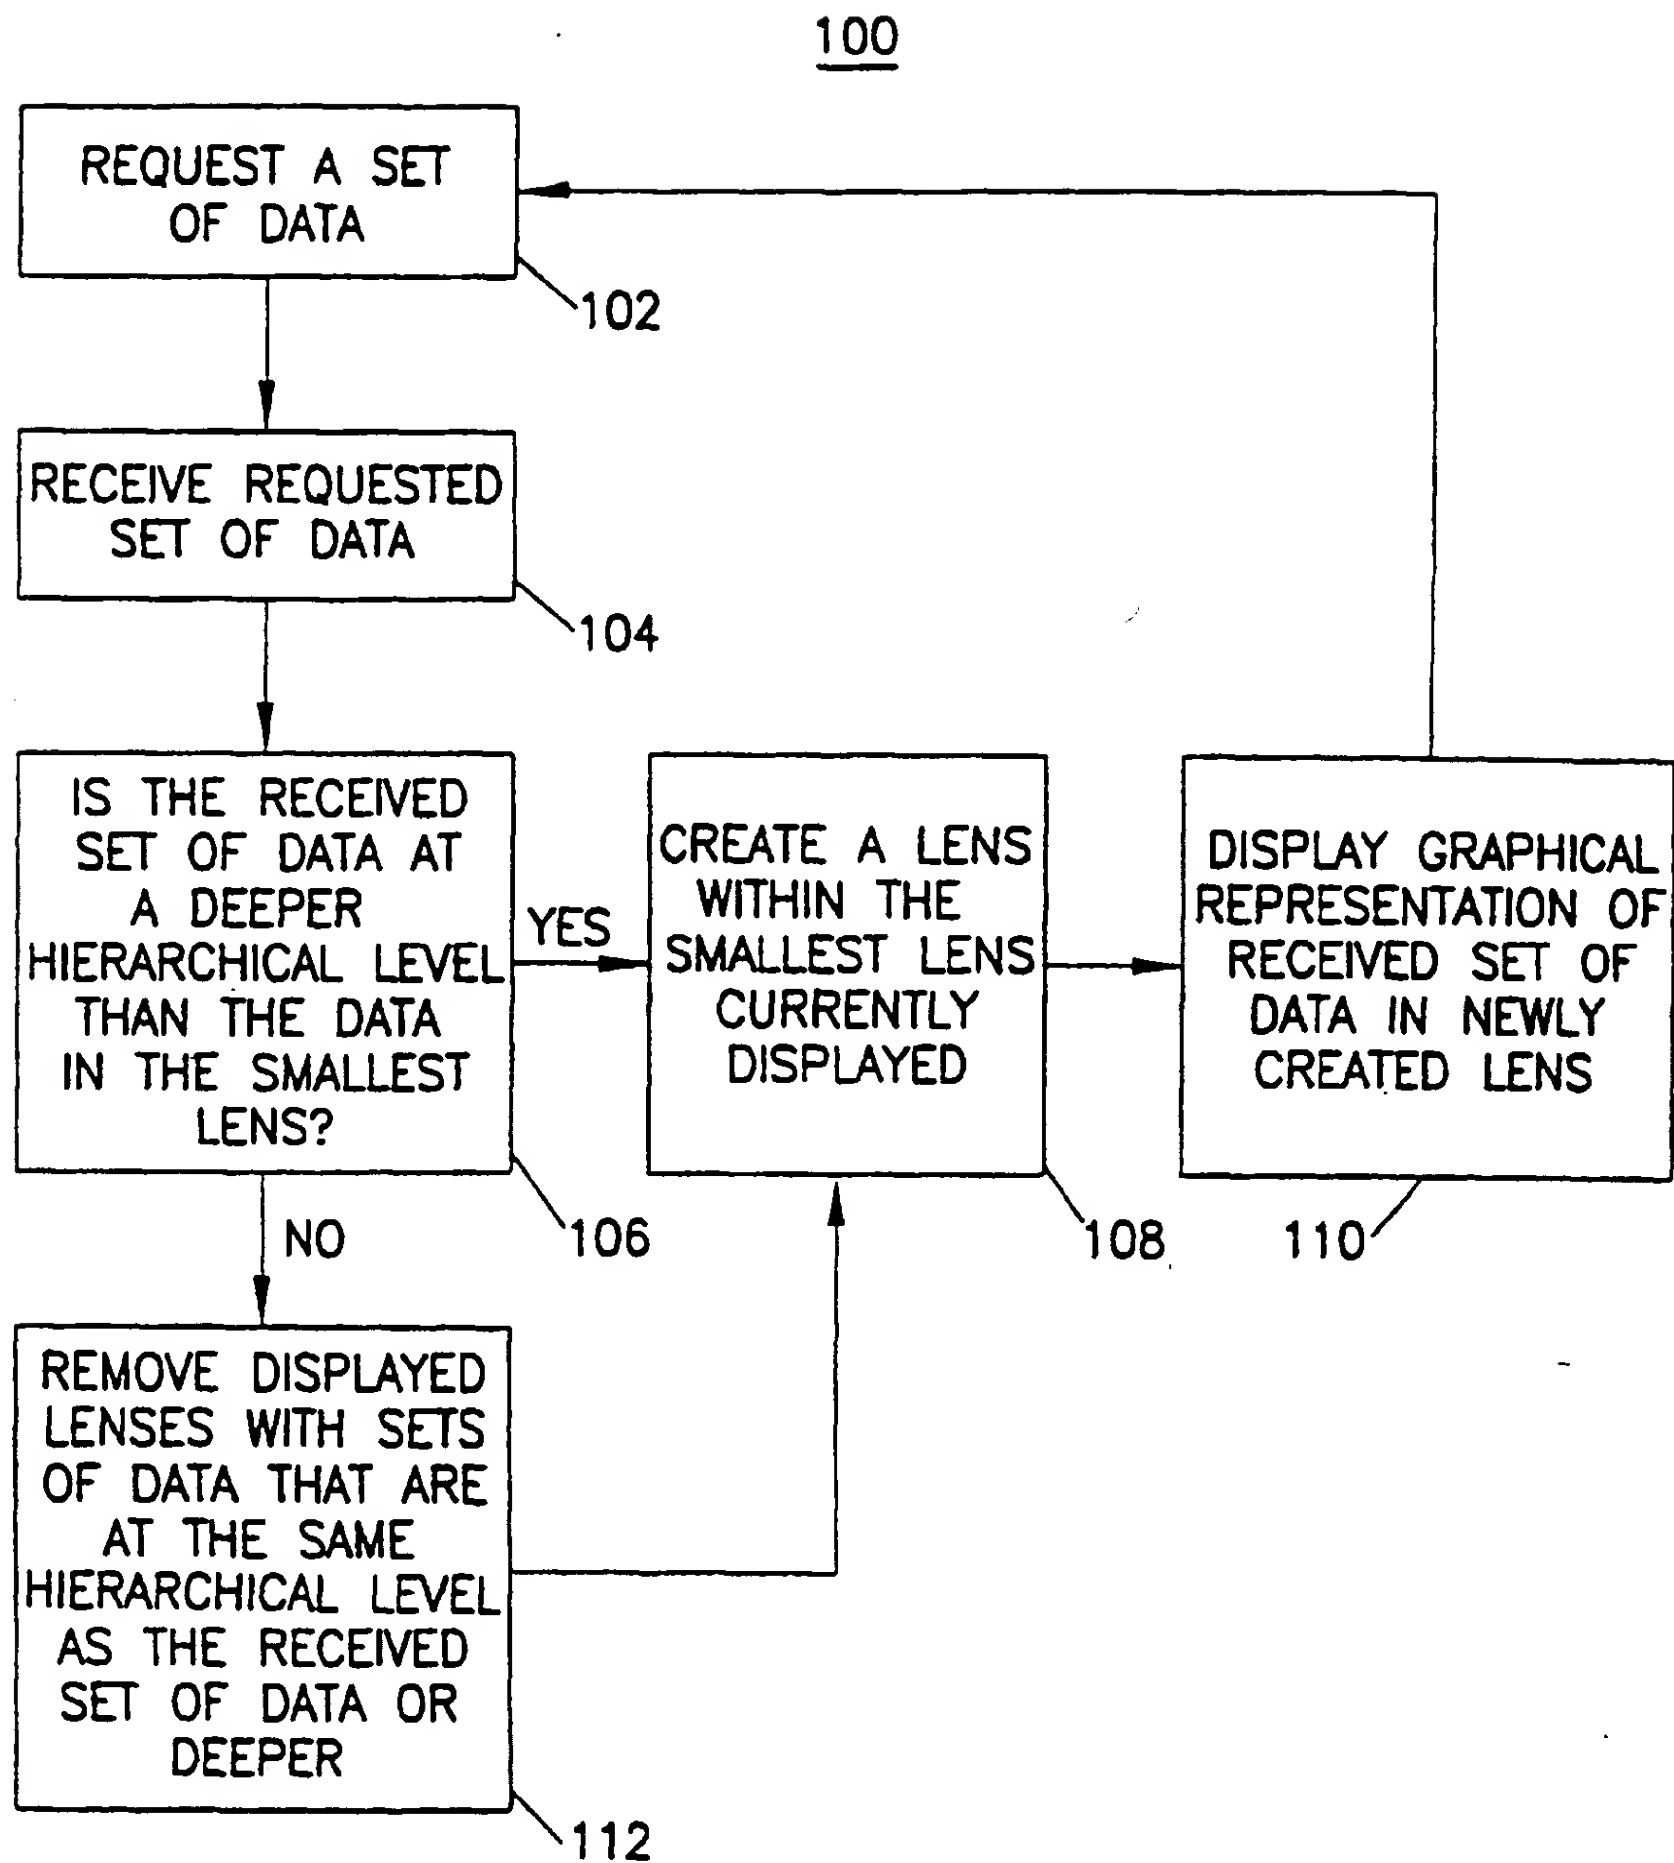 100
REQUEST A SET
OF DATA
102
RECEIVE REQUESTED
SET OF DATA
104
IS THE RECEIVED
SET OF DATA AT
A DEEPER
HIERARCHICAL LEVEL
THAN THE DATA
IN THE SMALLEST
LENS?
106
YES
CREATE A LENS
WITHIN THE
SMALLEST LENS
CURRENTLY
DISPLAYED
108
DISPLAY GRAPHICAL
REPRESENTATION OF
RECEIVED SET OF
DATA IN NEWLY
CREATED LENS
110
NO
REMOVE DISPLAYED
LENSES WITH SETS
OF DATA THAT ARE
AT THE SAME
HIERARCHICAL LEVEL
AS THE RECEIVED
SET OF DATA OR
DEEPER
112